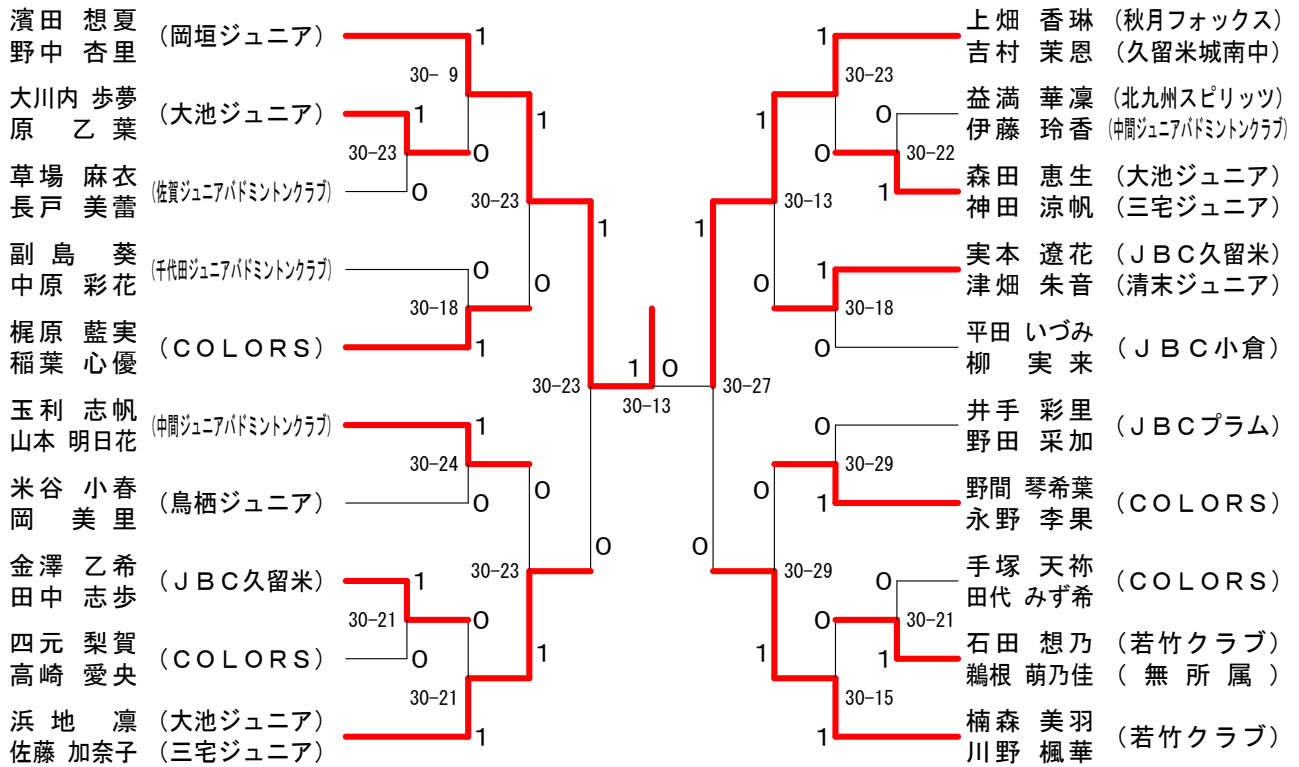 濱田 想夏
野中 杏里
(岡垣ジュニア)
1
30- 9
大川内 歩夢
原 乙葉
(大池ジュニア)
1
0
30-23
草場 麻衣
長戸 美蕾
(佐賀ジュニアバドミントンクラブ)
0
1
30-23
副島 葵
中原 彩花
(千代田ジュニアバドミントンクラブ)
0
0
30-18
梶原 藍実
稲葉 心優
(COLORS)
1
1
30-23
玉利 志帆
山本 明日花
(中間ジュニアバドミントンクラブ)
1
30-24
米谷 小春
岡 美里
(鳥栖ジュニア)
0
0
金澤 乙希
田中 志歩
(JBC久留米)
1
0
30-23
0
30-21
四元 梨賀
高崎 愛央
(COLORS)
0
1
30-21
浜地 凛
佐藤 加奈子
(大池ジュニア)
(三宅ジュニア)
1
1 0
30-13
上畑 香琳 (秋月フォックス)
吉村 茉恩 (久留米城南中)
1
30-23
益満 華凜 (北九州スピリッツ)
伊藤 玲香 (中間ジュニアバドミントンクラブ)
0
1
0
30-22
森田 恵生 (大池ジュニア)
神田 涼帆 (三宅ジュニア)
1
30-13
1
実本 遼花 (JBC久留米)
津畑 朱音 (清末ジュニア)
1
1
30-18
平田 いづみ
柳 実来
(JBC小倉)
0
30-27
井手 彩里
野田 采加
(JBCプラム)
0
30-29
野間 琴希葉
永野 李果
(COLORS)
1
0
0
30-29
手塚 天祢
田代 みず希
(COLORS)
0
0
30-21
石田 想乃 (若竹クラブ)
鵜根 萌乃佳 (無所属)
1
1
30-15
楠森 美羽
川野 楓華
(若竹クラブ)
1